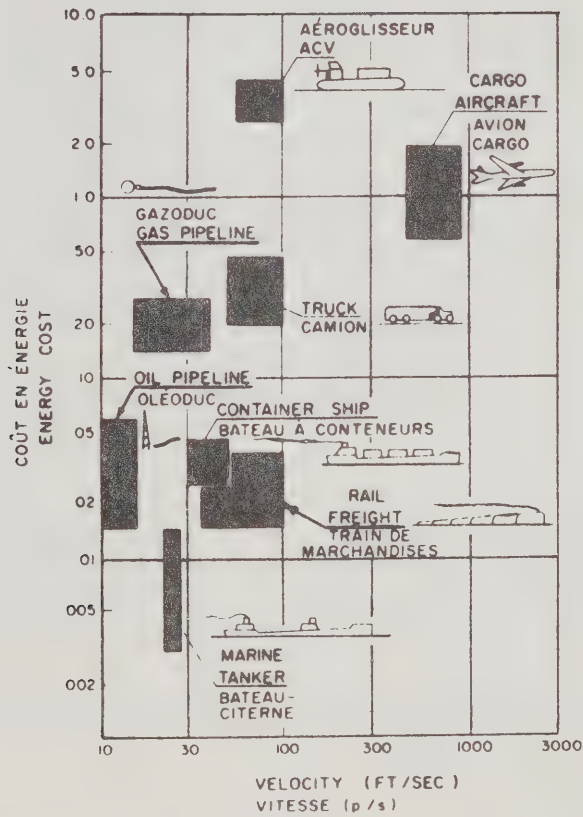 10.0
AÉROGLISSEUR
ACV
5.0
CARGO
AIRCRAFT
AVION
CARGO
2.0
1.0
GAZODUC
GAS PIPELINE
50
TRUCK
CAMION
20
10
OIL PIPELINE
OLÉODUC
CONTAINER SHIP
BATEAU À CONTENEURS
05
RAIL
FREIGHT
TRAIN DE
MARCHANDISES
02
01
005
MARINE
TANKER
BATEAU-
CITERNE
002
COÛT EN ÉNERGIE
ENERGY COST
10 30 100 300 1000 3000
VELOCITY (FT/SEC)
VITESSE (p/s)